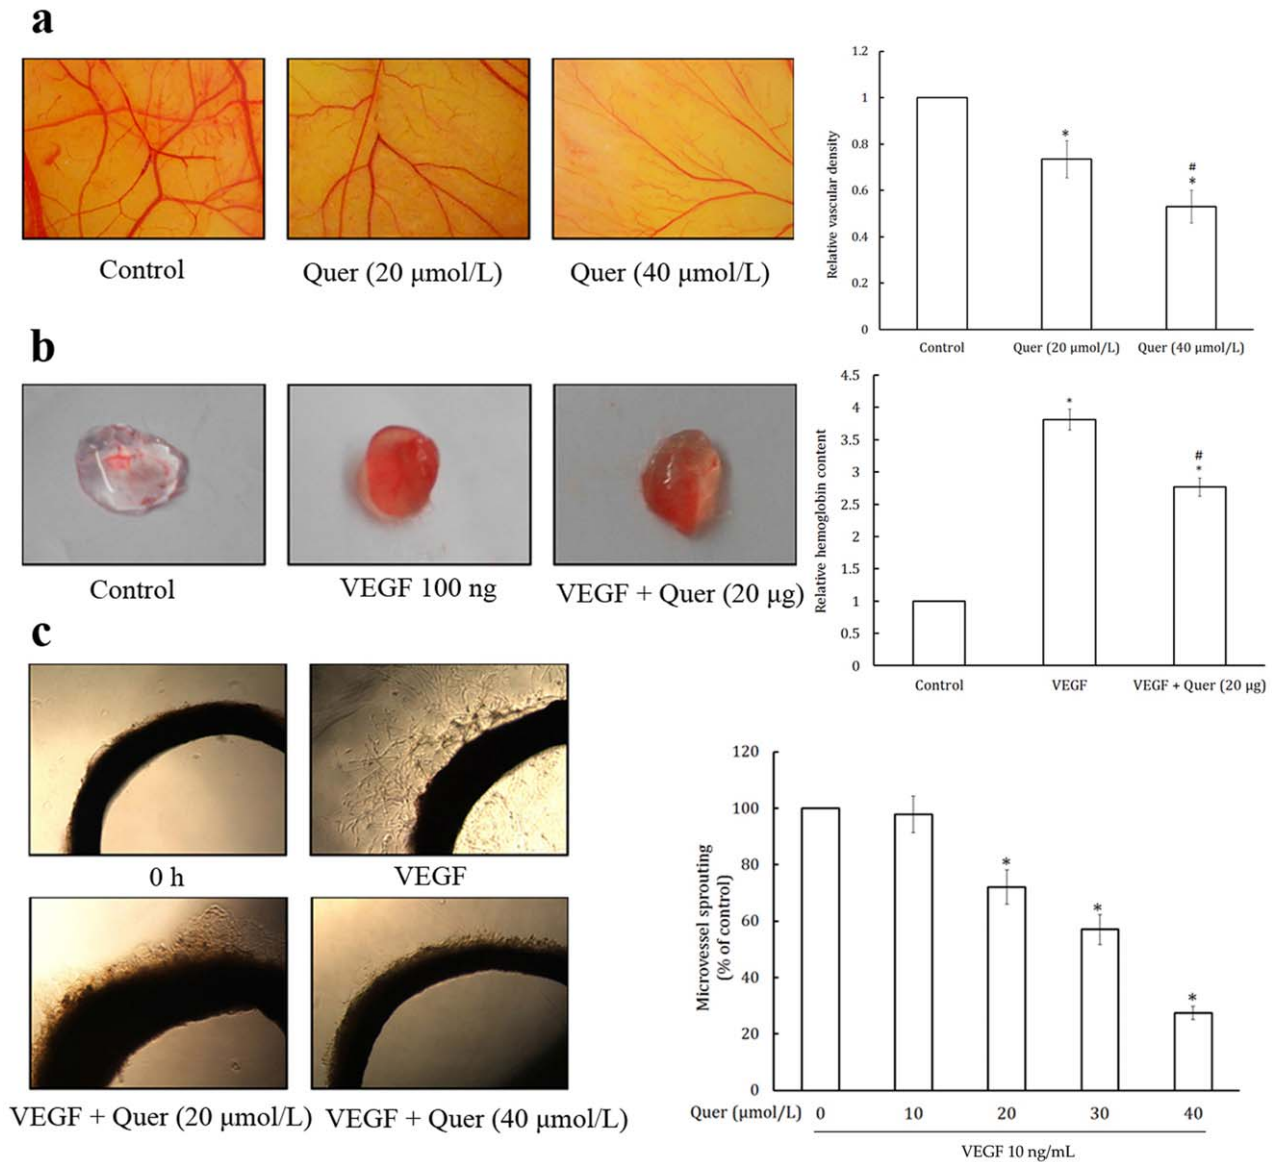 a
Control
Quer (20 μmol/L)
Quer (40 μmol/L)
Relative vascular density
1.2
1
0.8
0.6
0.4
0.2
0
*
#
*
Control
Quer (20 μmol/L)
Quer (40 μmol/L)
b
Control
VEGF 100 ng
VEGF + Quer (20 μg)
Relative hemoglobin content
4.5
4
3.5
3
2.5
2
1.5
1
0.5
0
*
#
*
Control
VEGF
VEGF + Quer (20 μg)
c
0 h
VEGF
VEGF + Quer (20 μmol/L)
VEGF + Quer (40 μmol/L)
Microvessel sprouting
(% of control)
120
100
80
60
40
20
0
*
*
*
Quer (μmol/L) 0 10 20 30 40
VEGF 10 ng/mL